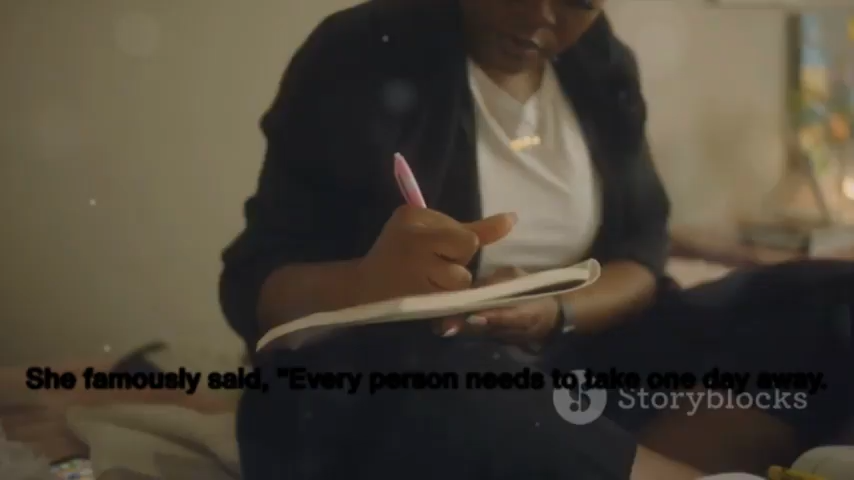 She famously said, "Every person needs to take one day away.
Storyblocks